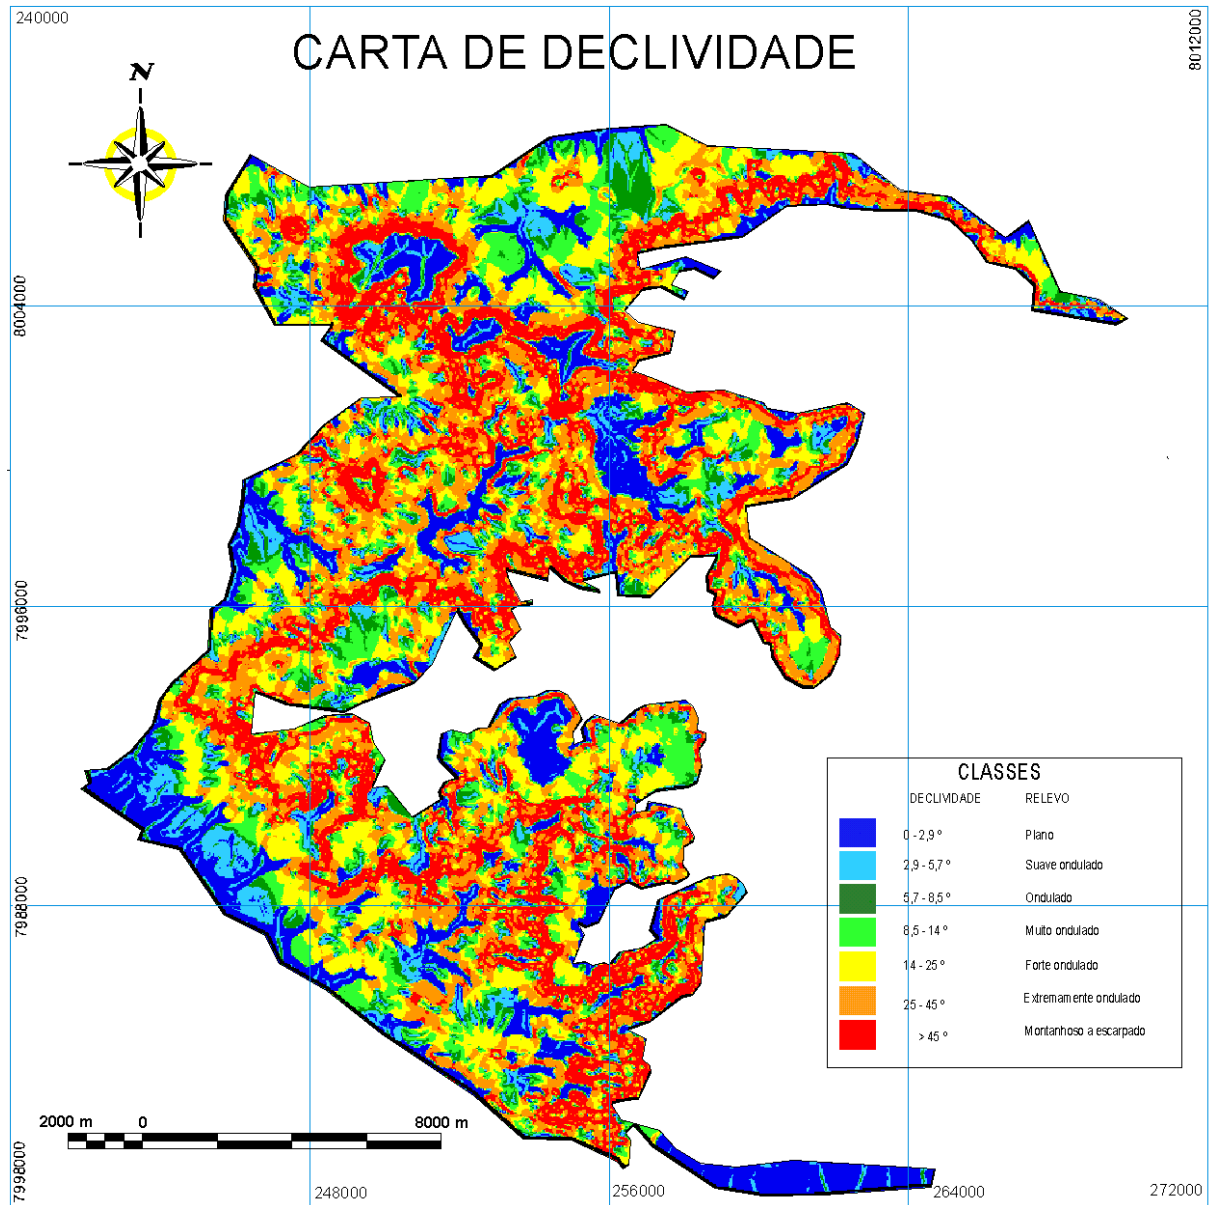 240000
8012000
CARTA DE DECLIVIDADE
N
8004000
7996000
7988000
7998000
CLASSES
DECLIVIDADE RELEVO
0 - 2,9 º Plano
2,9 - 5,7 º Suave ondulado
5,7 - 8,5 º Ondulado
8,5 - 14 º Muito ondulado
14 - 25 º Forte ondulado
25 - 45 º Extremamente ondulado
> 45 º Montanhoso a escarpado
2000 m 0 8000 m
248000 256000 264000 272000